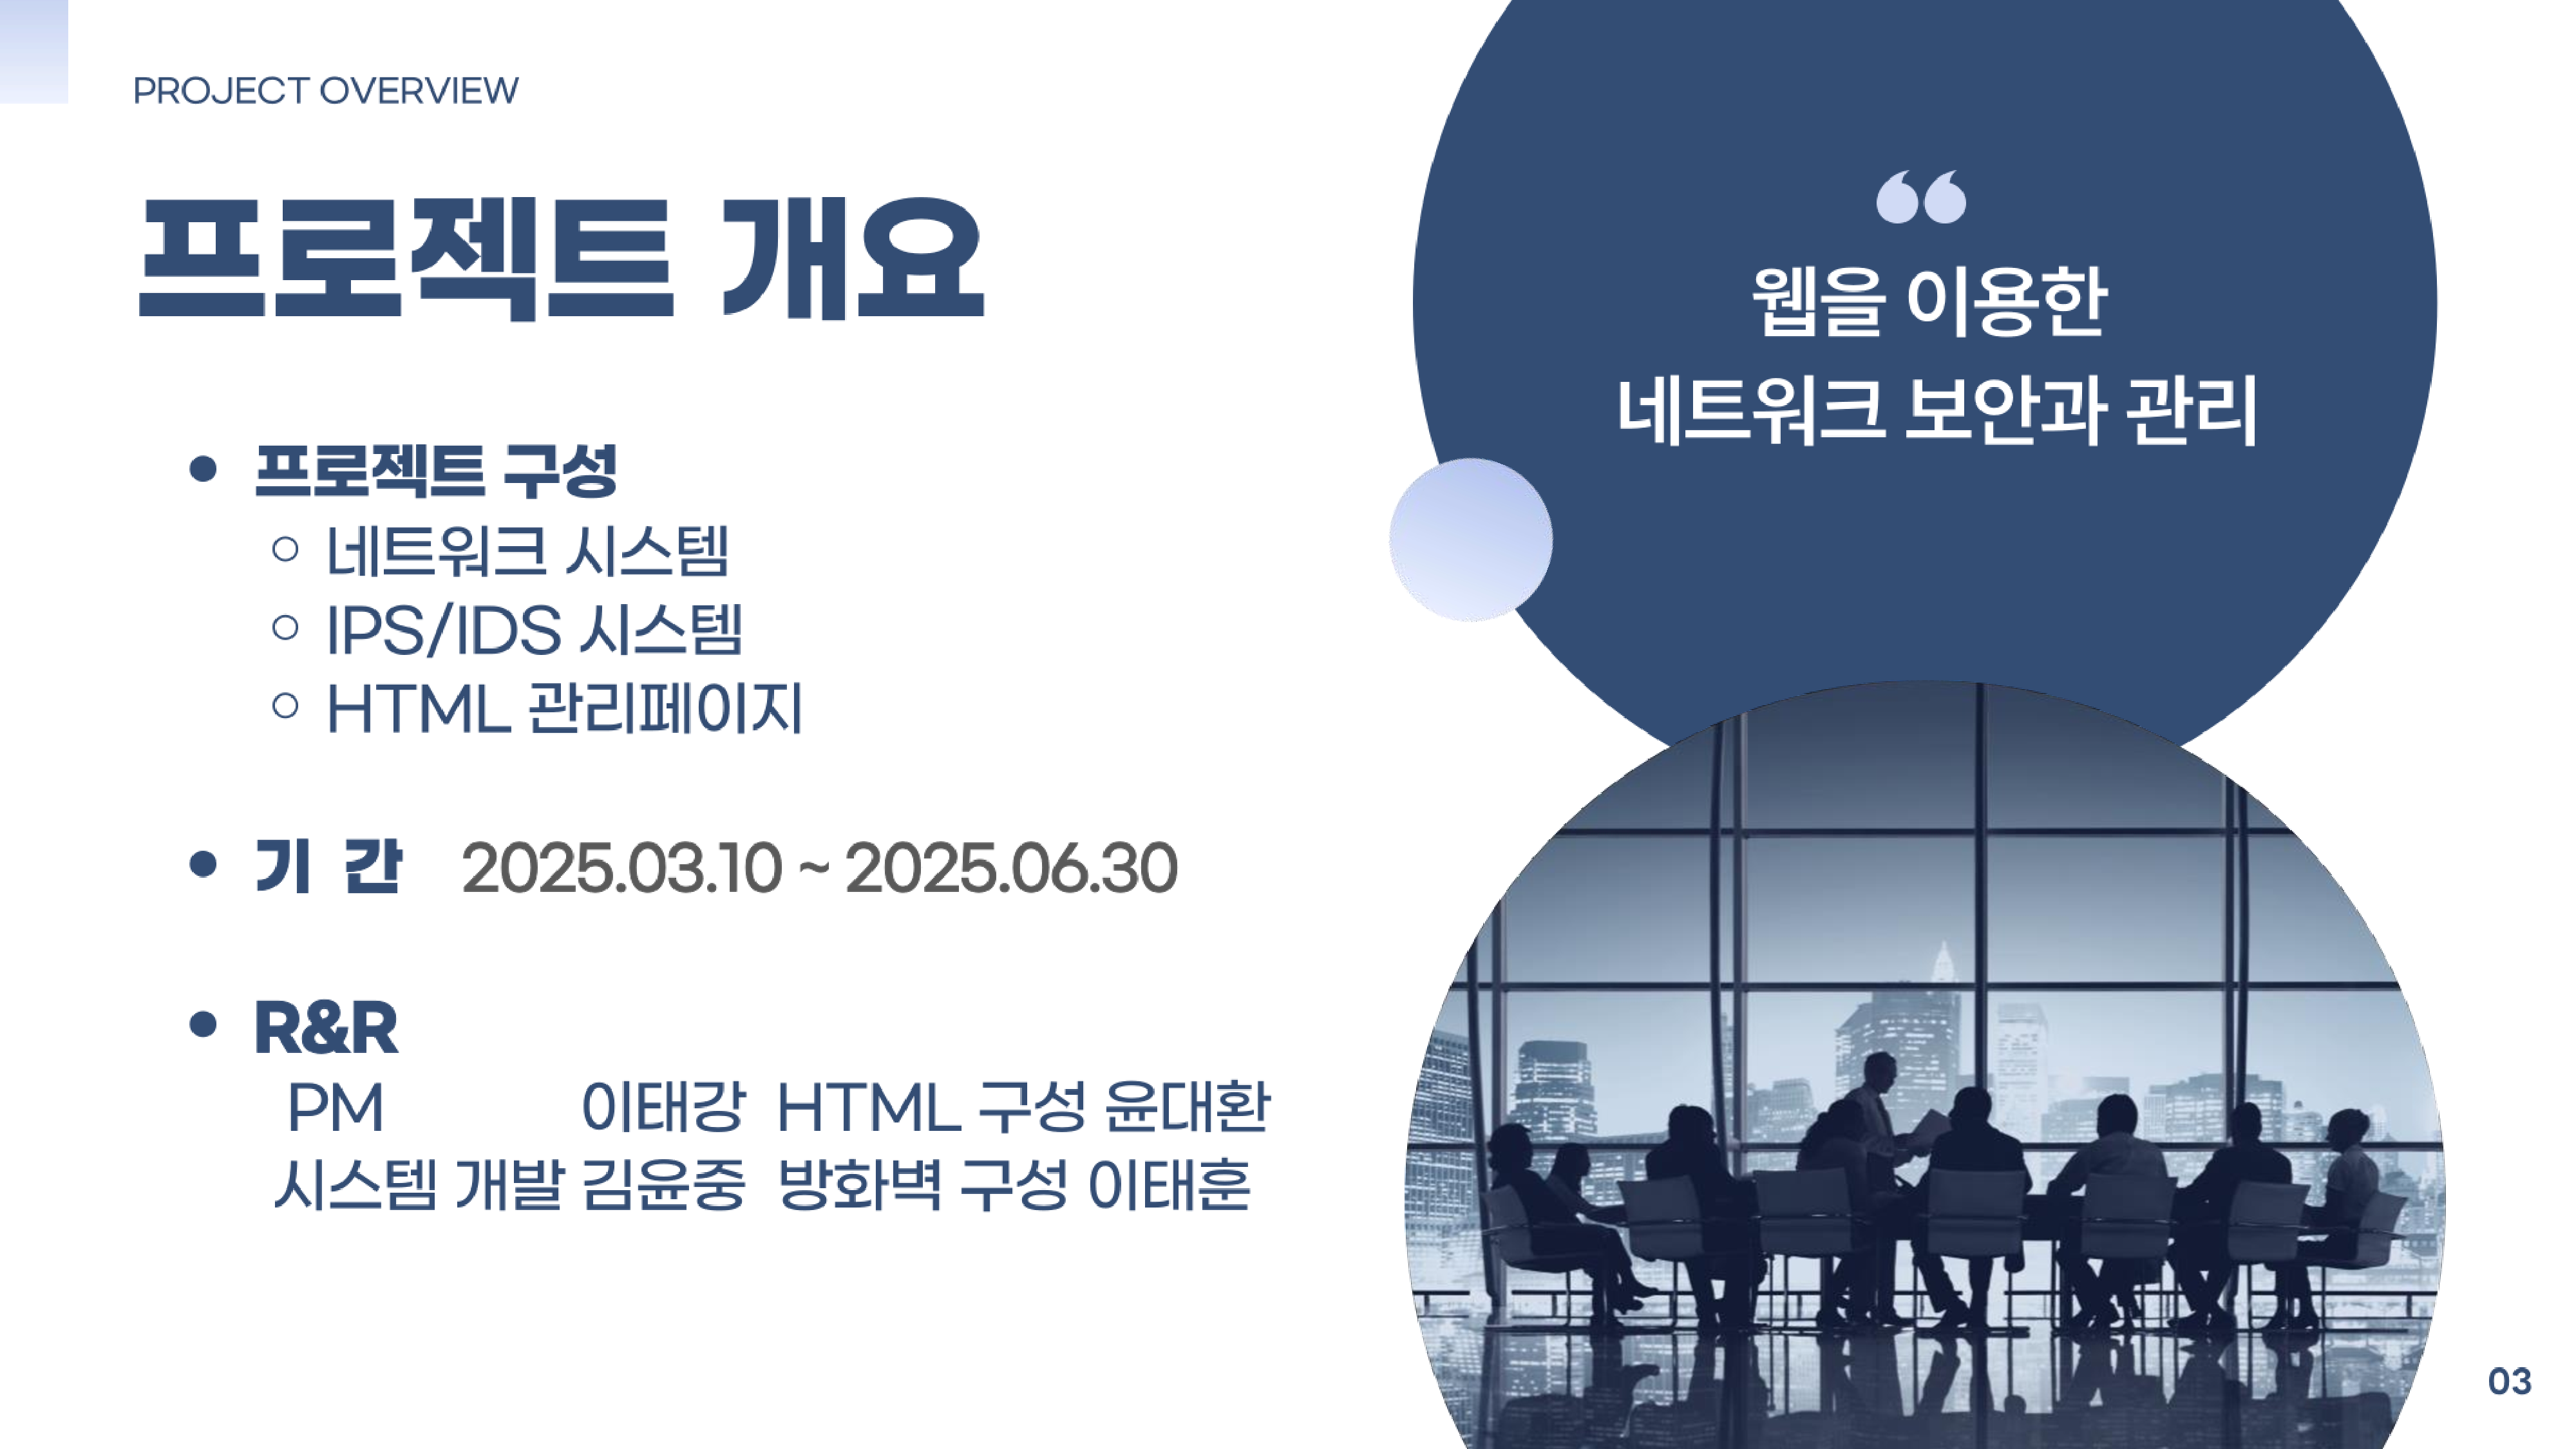 PROJECT OVERVIEW
프로젝트 개요
• 프로젝트 구성
○ 네트워크 시스템
○ IPS/IDS 시스템
○ HTML 관리페이지
• 기 간 2025.03.10 ~ 2025.06.30
• R&R
PM 이태강 HTML 구성 윤대환
시스템 개발 김윤중 방화벽 구성 이태훈
“
웹을 이용한
네트워크 보안과 관리
03